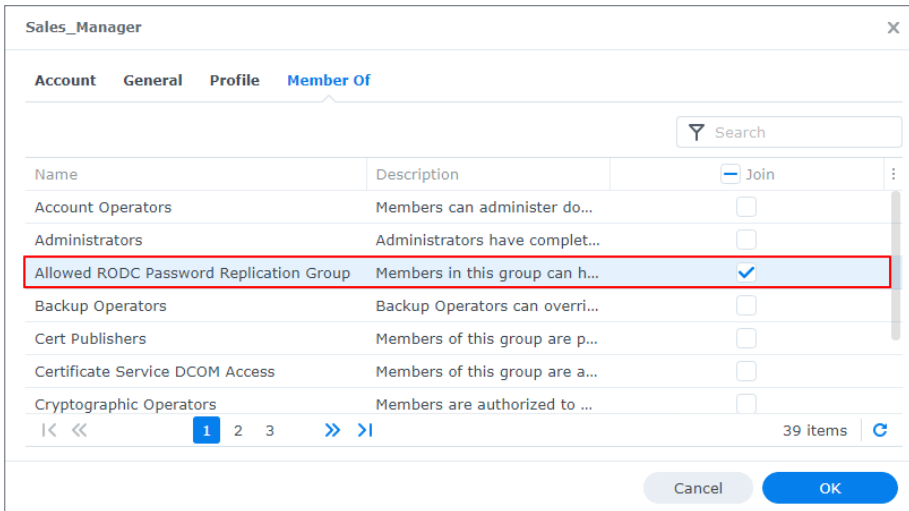 Sales_Manager
Account General Profile Member Of
Search
Name Description Join
Account Operators Members can administer do...
Administrators Administrators have complet...
Allowed RODC Password Replication Group Members in this group can h...
Backup Operators Backup Operators can overri...
Cert Publishers Members of this group are p...
Certificate Service DCOM Access Members of this group are a...
Cryptographic Operators Members are authorized to ...
1 2 3 39 items
Cancel OK